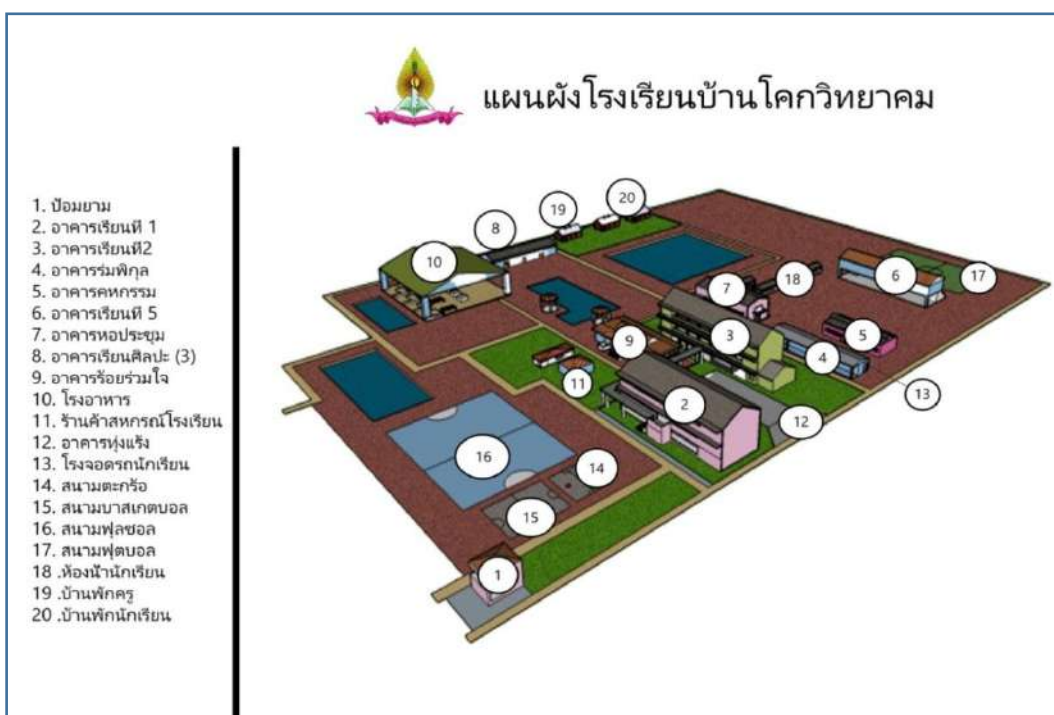 แผนผังโรงเรียนบ้านโคกวิทยาคม
1. ป้อมยาม
2. อาคารเรียนที่ 1
3. อาคารเรียนที่2
4. อาคารร่มพิกุล
5. อาคารคหกรรม
6. อาคารเรียนที่ 5
7. อาคารหอประชุม
8. อาคารเรียนศิลปะ (3)
9. อาคารร้อยร่วมใจ
10. โรงอาหาร
11. ร้านค้าสหกรณ์โรงเรียน
12. อาคารทุ่งแร้ง
13. โรงจอดรถนักเรียน
14. สนามตะกร้อ
15. สนามบาสเกตบอล
16. สนามฟุลซอล
17. สนามฟุตบอล
18 .ห้องน้ำนักเรียน
19 .บ้านพักครู
20 .บ้านพักนักเรียน
20
19
8
10
18
6
17
7
3
5
9
4
11
13
2
12
16
14
15
1